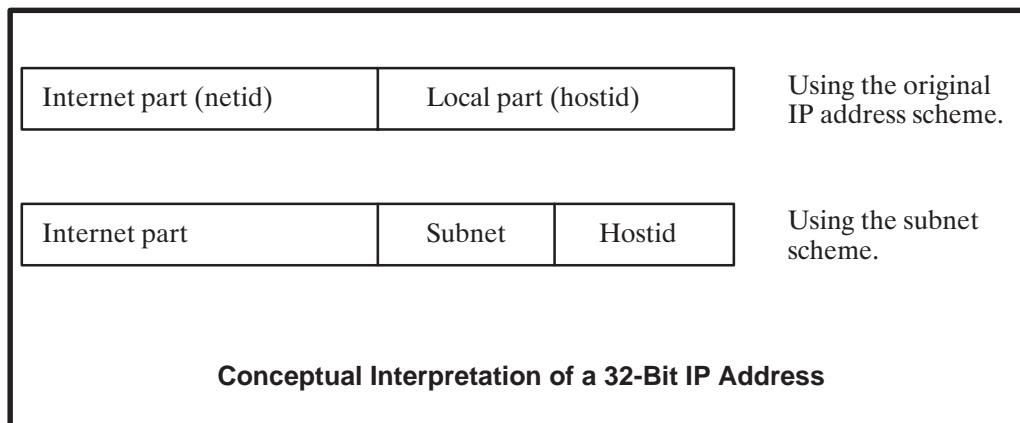 Internet part (netid) Local part (hostid) Using the original
IP address scheme.
Internet part Subnet Hostid Using the subnet
scheme.
Conceptual Interpretation of a 32-Bit IP Address